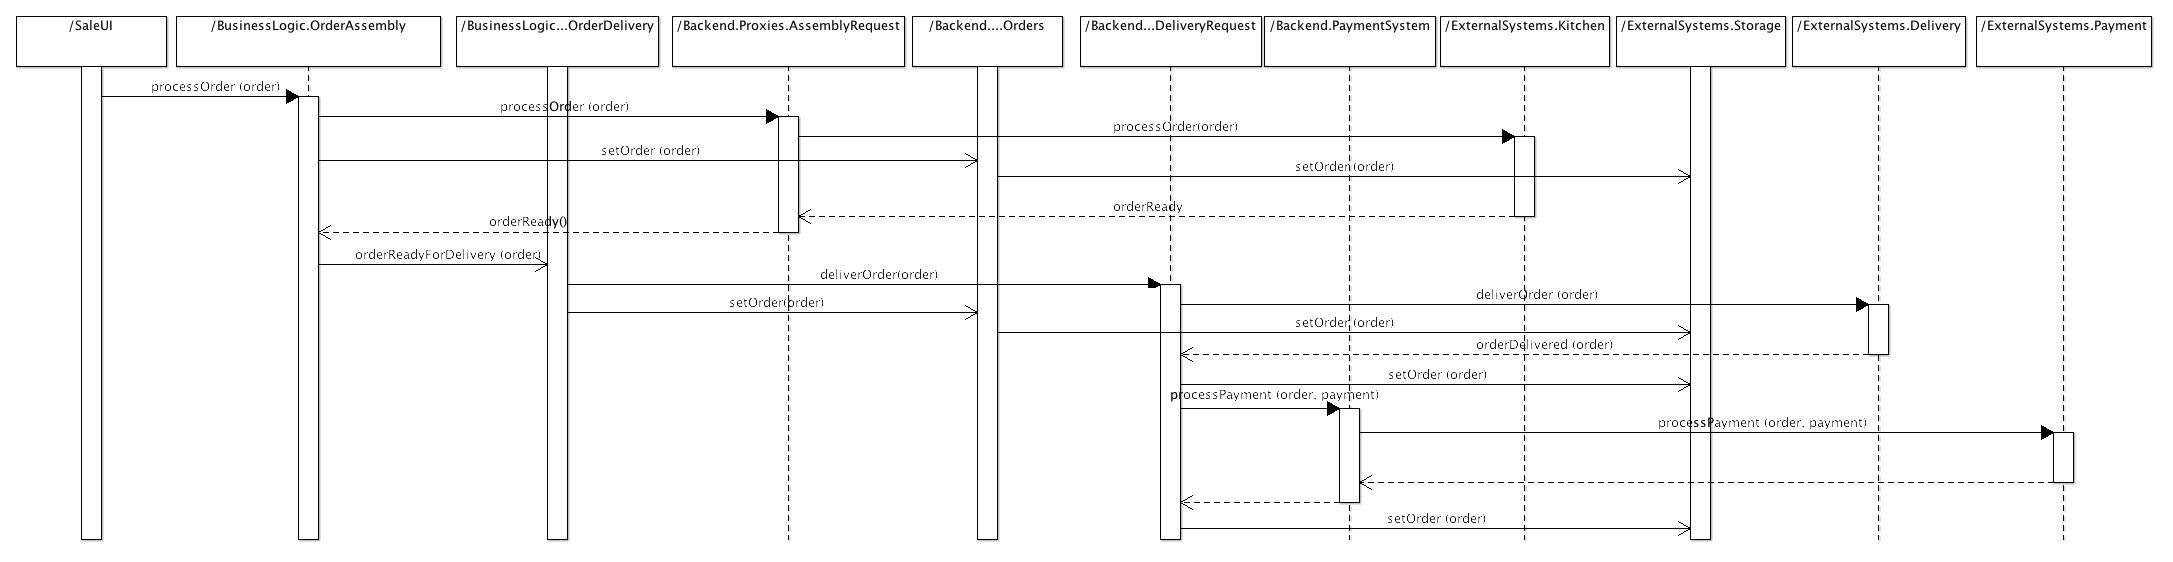 /SaleUI
/BusinessLogic.OrderAssembly
/BusinessLogic...OrderDelivery
/Backend.Proxies.AssemblyRequest
/Backend....Orders
/Backend...DeliveryRequest
/Backend.PaymentSystem
/ExternalSystems.Kitchen
/ExternalSystems.Storage
/ExternalSystems.Delivery
/ExternalSystems.Payment
processOrder (order)
processOrder (order)
processOrder(order)
setOrder (order)
setOrder (order)
orderReady
orderReady()
orderReadyForDelivery (order)
deliverOrder(order)
deliverOrder (order)
setOrder(order)
setOrder (order)
orderDelivered (order)
setOrder (order)
processPayment (order, payment)
processPayment (order, payment)
setOrder (order)